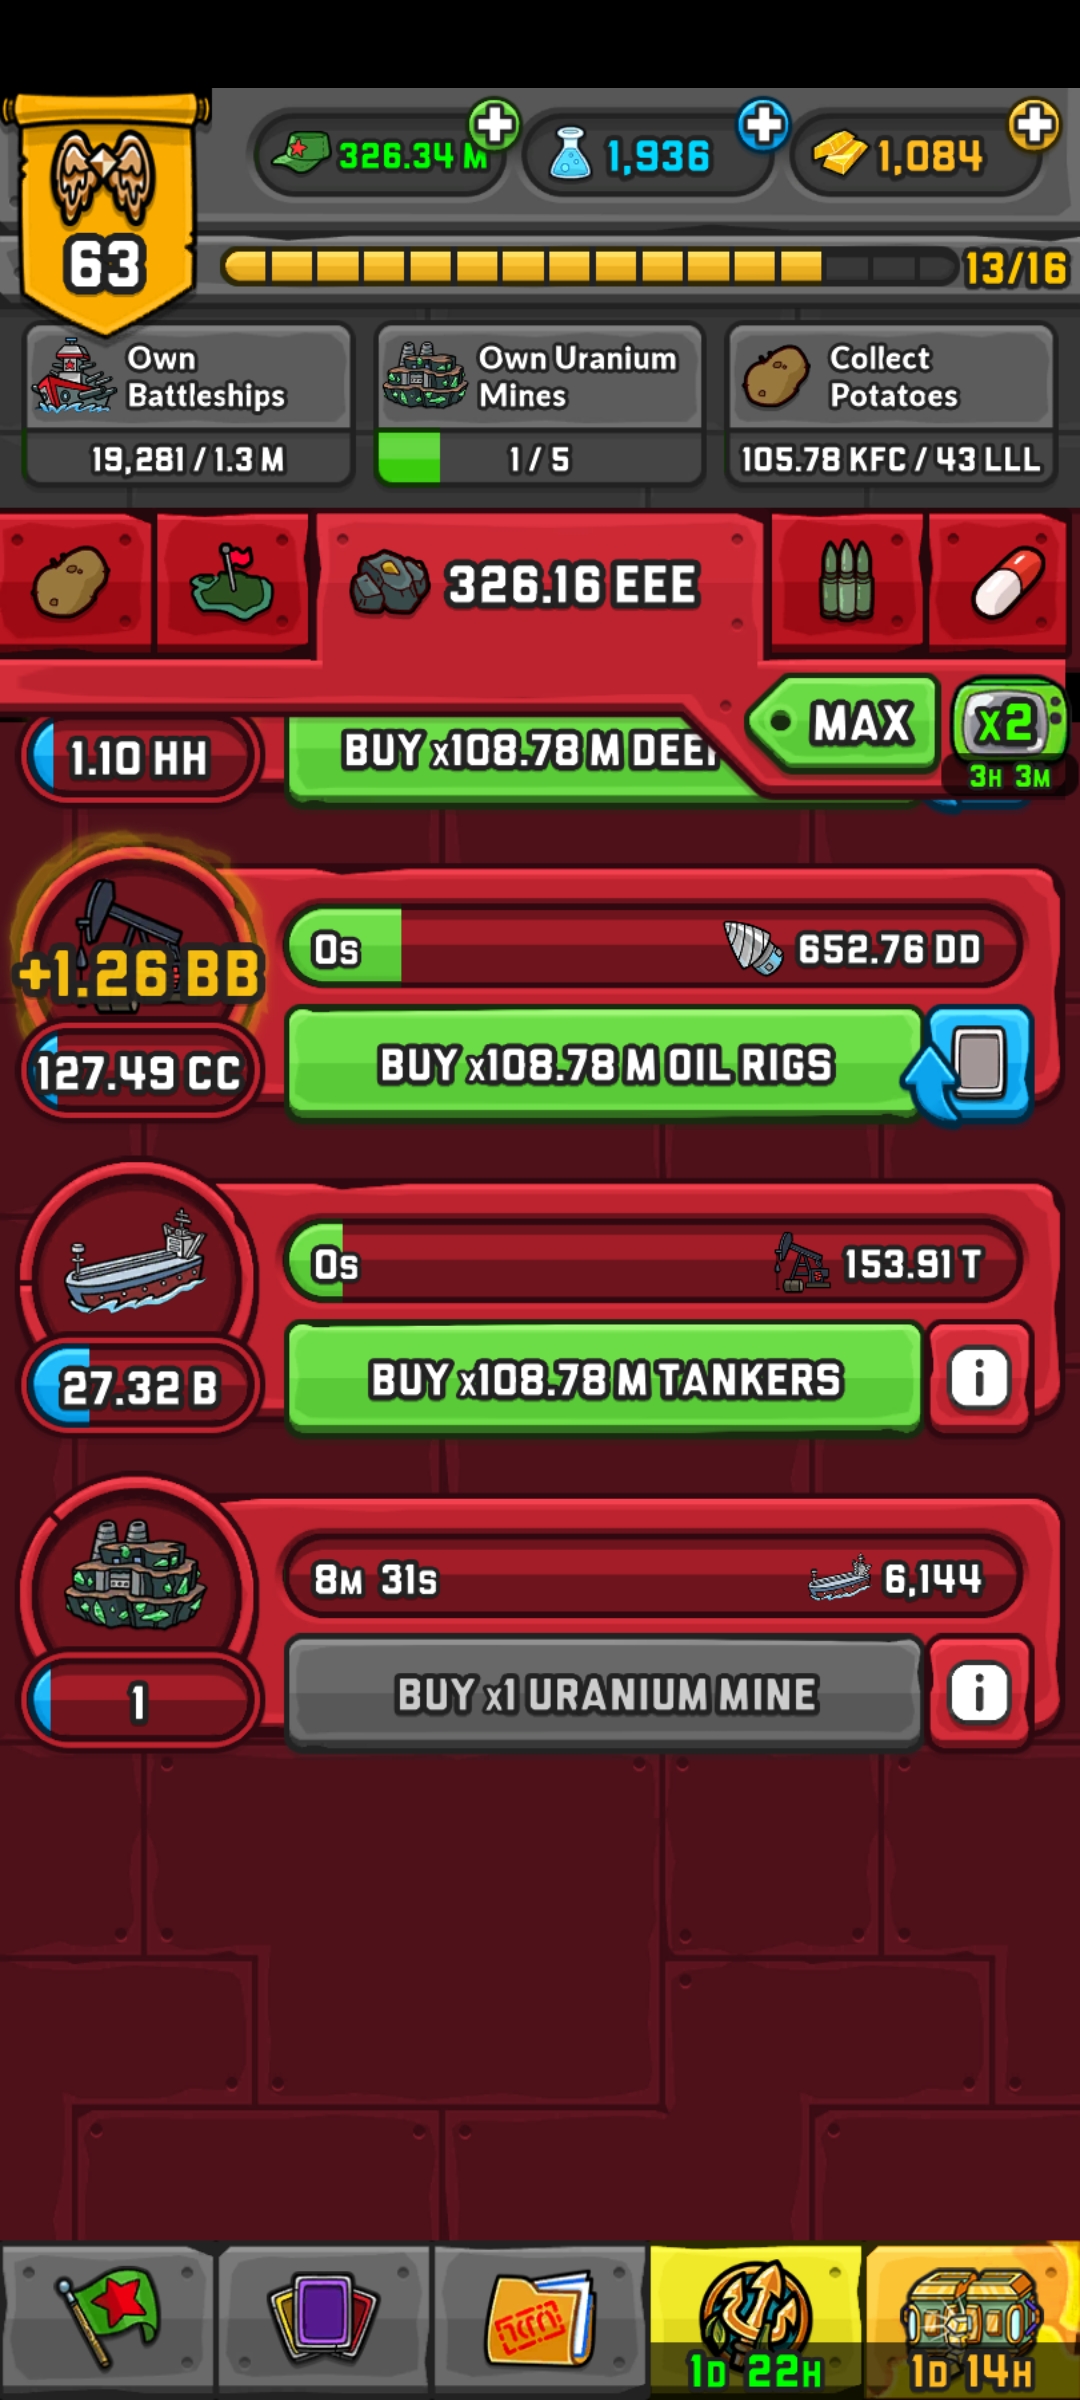 326.34 M
1,936
1,084
63
13/16
Own Battleships
19,281 / 1.3 M
Own Uranium Mines
1 / 5
Collect Potatoes
105.78 KFC / 43 LLL
326.16 EEE
MAX
x2
3H 3M
1.10 HH
BUY x108.78 M
+1.26 BB
127.49 CC
0s
652.76 DD
BUY x108.78 M OIL RIGS
0s
153.91 T
27.32 B
BUY x108.78 M TANKERS
i
8M 31s
6,144
1
BUY x1 URANIUM MINE
i
1D 22H
1D 14H